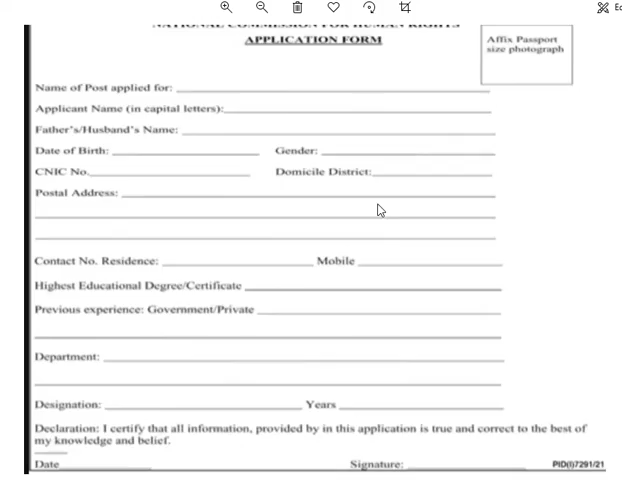 NATIONAL COMMISSION FOR HUMAN RIGHTS
APPLICATION FORM
Affix Passport
size photograph
Name of Post applied for:
Applicant Name (in capital letters):
Father's/Husband's Name:
Date of Birth: Gender:
CNIC No. Domicile District:
Postal Address:
Contact No. Residence: Mobile
Highest Educational Degree/Certificate
Previous experience: Government/Private
Department:
Designation: Years
Declaration: I certify that all information, provided by in this application is true and correct to the best of
my knowledge and belief.
Date Signature: PID(I)7291/21